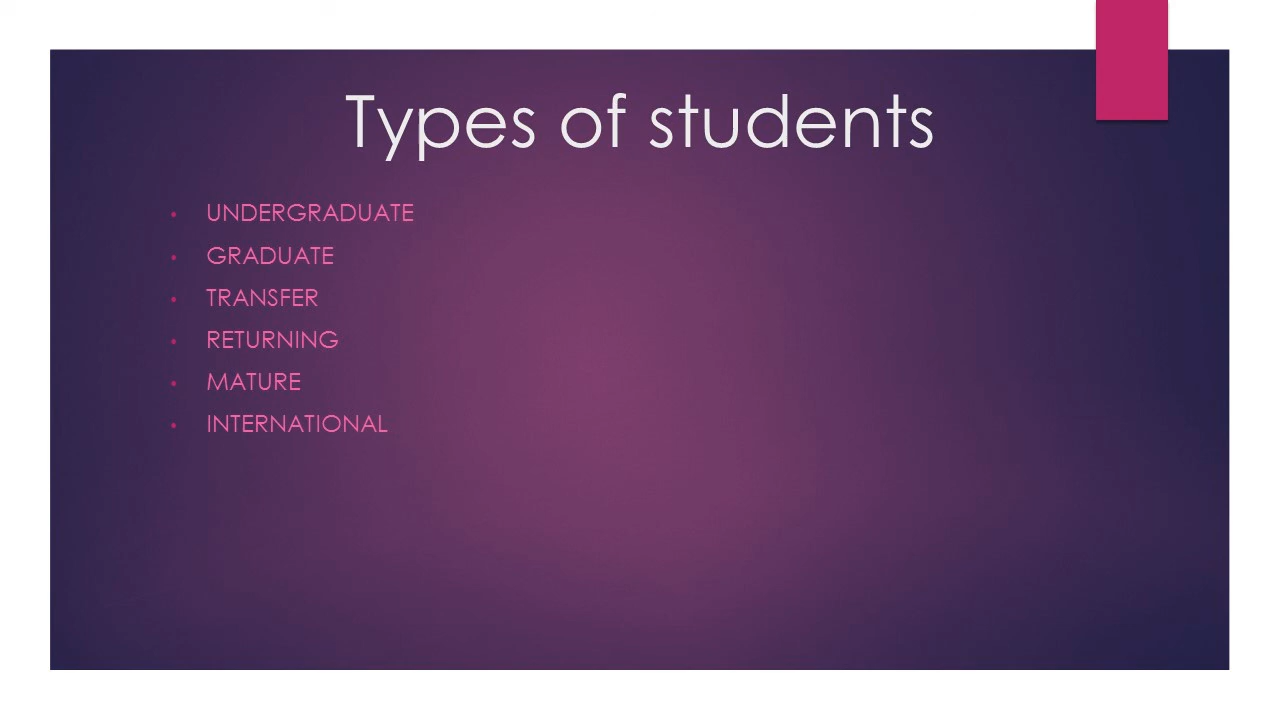 Types of students
• UNDERGRADUATE
• GRADUATE
• TRANSFER
• RETURNING
• MATURE
• INTERNATIONAL